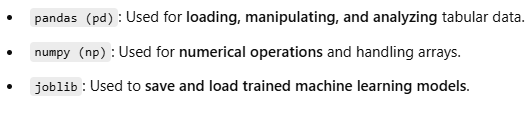 • pandas (pd): Used for loading, manipulating, and analyzing tabular data.
• numpy (np): Used for numerical operations and handling arrays.
• joblib: Used to save and load trained machine learning models.